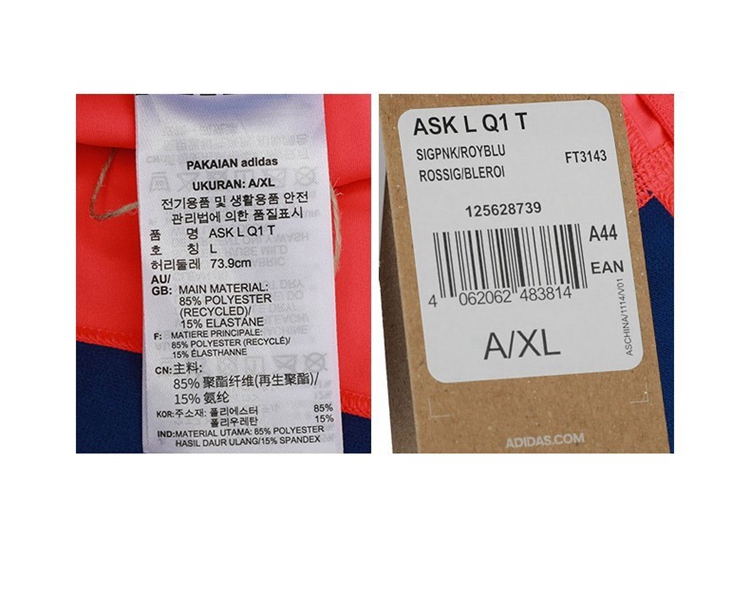 PAKAIAN adidas
UKURAN: A/XL
전기용품 및 생활용품 안전
관리법에 의한 품질표시
품 명 ASK L Q1 T
호 칭 L
허리둘레 73.9cm
AU/
GB: MAIN MATERIAL:
85% POLYESTER
(RECYCLED)/
15% ELASTANE
F: MATIERE PRINCIPALE:
85% POLYESTER (RECYCLÉ)/
15% ÉLASTHANNE
CN: 主料:
85% 聚酯纤维(再生聚酯)/
15% 氨纶
KOR: 주소재: 폴리에스터 85%
폴리우레탄 15%
IND: MATERIAL UTAMA: 85% POLYESTER
HASIL DAUR ULANG/15% SPANDEX
ASK L Q1 T
SIGPNK/ROYBLU
ROSSIG/BLEROI
FT3143
125628739
A44
EAN
4 062062 483814
A/XL
ASCHINA/1114/V01
ADIDAS.COM